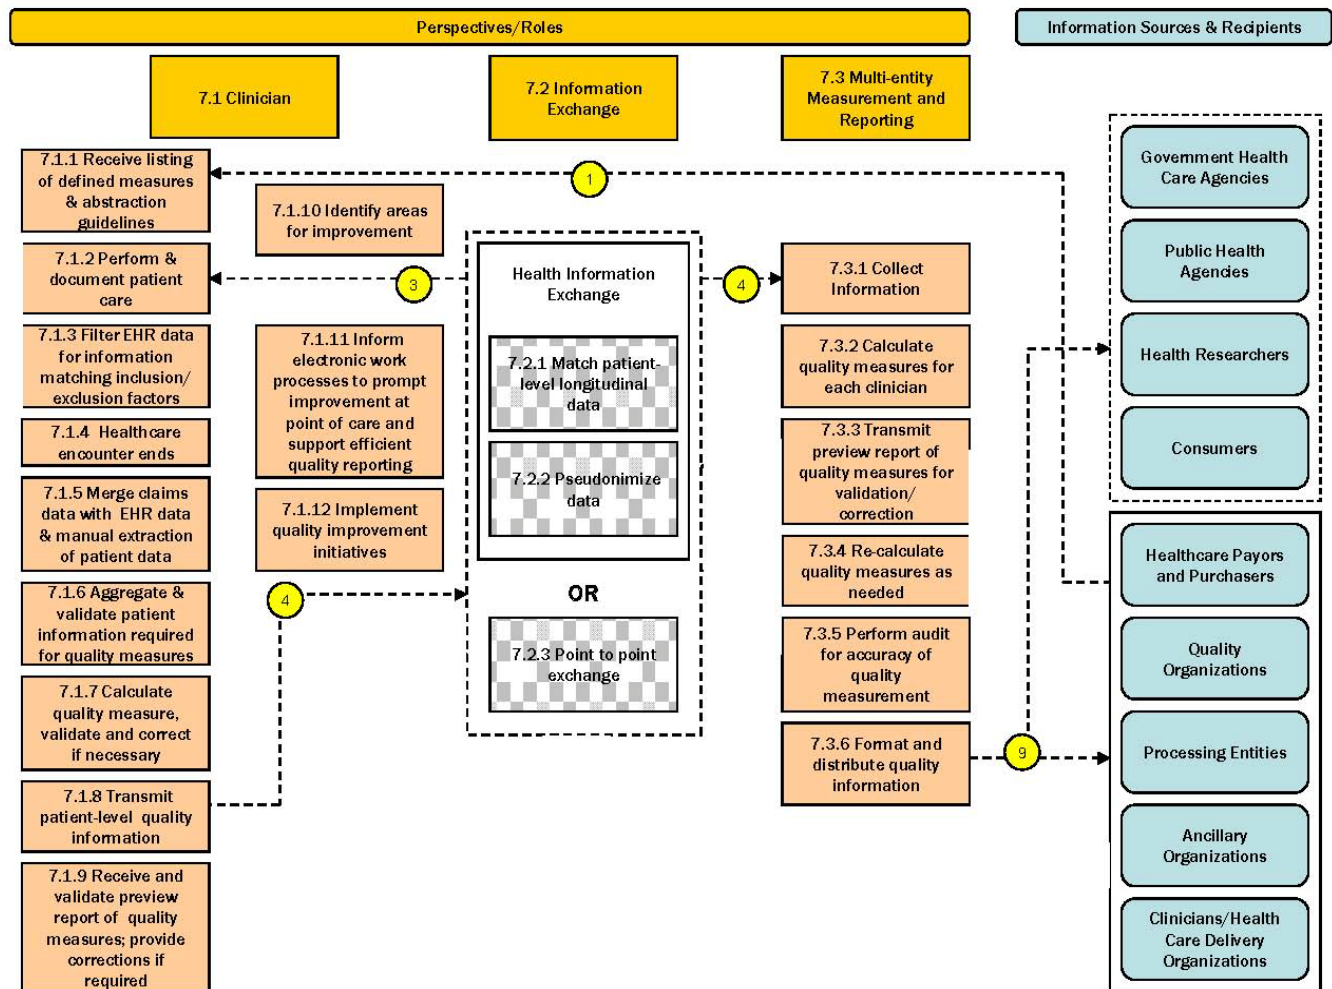 Perspectives/Roles
Information Sources & Recipients
7.1 Clinician
7.2 Information
Exchange
7.3 Multi-entity
Measurement and
Reporting
7.1.1 Receive listing
of defined measures
& abstraction
guidelines
7.1.2 Perform &
document patient
care
7.1.3 Filter EHR data
for information
matching inclusion/
exclusion factors
7.1.4 Healthcare
encounter ends
7.1.5 Merge claims
data with EHR data
& manual extraction
of patient data
7.1.6 Aggregate &
validate patient
information required
for quality measures
7.1.7 Calculate
quality measure,
validate and correct
if necessary
7.1.8 Transmit
patient-level quality
information
7.1.9 Receive and
validate preview
report of quality
measures; provide
corrections if
required
7.1.10 Identify areas
for improvement
7.1.11 Inform
electronic work
processes to prompt
improvement at
point of care and
support efficient
quality reporting
7.1.12 Implement
quality improvement
initiatives
1
3
4
4
9
Health Information
Exchange
7.2.1 Match patient-
level longitudinal
data
7.2.2 Pseudonimize
data
OR
7.2.3 Point to point
exchange
7.3.1 Collect
Information
7.3.2 Calculate
quality measures for
each clinician
7.3.3 Transmit
preview report of
quality measures for
validation/
correction
7.3.4 Re-calculate
quality measures as
needed
7.3.5 Perform audit
for accuracy of
quality
measurement
7.3.6 Format and
distribute quality
information
Government Health
Care Agencies
Public Health
Agencies
Health Researchers
Consumers
Healthcare Payors
and Purchasers
Quality
Organizations
Processing Entities
Ancillary
Organizations
Clinicians/Health
Care Delivery
Organizations